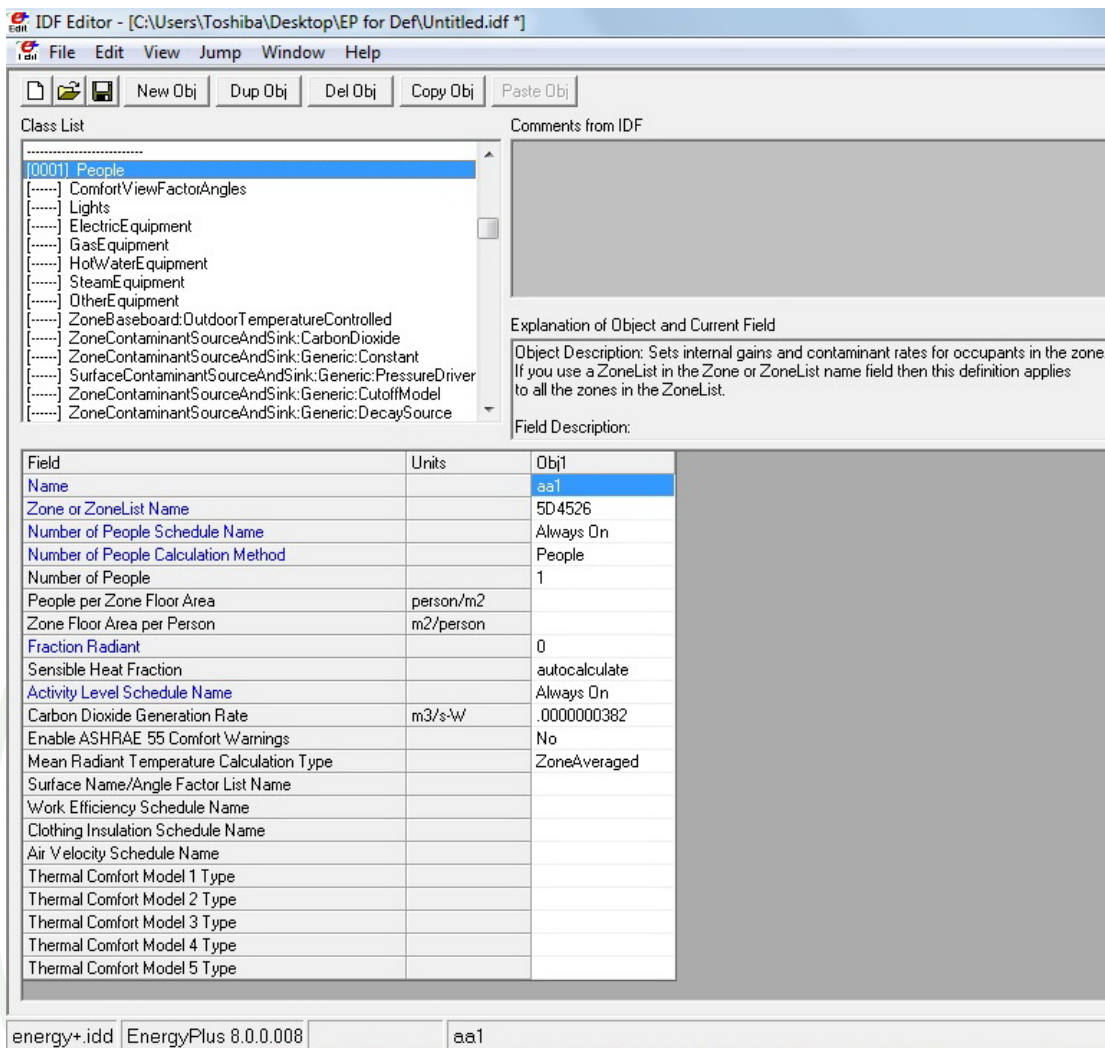 IDF Editor - [C:\Users\Toshiba\Desktop\EP for Def\Untitled.idf *]
File Edit View Jump Window Help
New Obj Dup Obj Del Obj Copy Obj Paste Obj
Class List
Comments from IDF
[0001] People
[------] ComfortViewFactorAngles
[------] Lights
[------] ElectricEquipment
[------] GasEquipment
[------] HotWaterEquipment
[------] SteamEquipment
[------] OtherEquipment
[------] ZoneBaseboard:OutdoorTemperatureControlled
[------] ZoneContaminantSourceAndSink:CarbonDioxide
[------] ZoneContaminantSourceAndSink:Generic:Constant
[------] SurfaceContaminantSourceAndSink:Generic:PressureDriver
[------] ZoneContaminantSourceAndSink:Generic:CutoffModel
[------] ZoneContaminantSourceAndSink:Generic:DecaySource
Explanation of Object and Current Field
Object Description: Sets internal gains and contaminant rates for occupants in the zone
If you use a ZoneList in the Zone or ZoneList name field then this definition applies
to all the zones in the ZoneList.
Field Description:
Field Units Obj1
Name aa1
Zone or ZoneList Name 5D4526
Number of People Schedule Name Always On
Number of People Calculation Method People
Number of People 1
People per Zone Floor Area person/m2
Zone Floor Area per Person m2/person
Fraction Radiant 0
Sensible Heat Fraction autocalculate
Activity Level Schedule Name Always On
Carbon Dioxide Generation Rate m3/s-W .0000000382
Enable ASHRAE 55 Comfort Warnings No
Mean Radiant Temperature Calculation Type ZoneAveraged
Surface Name/Angle Factor List Name
Work Efficiency Schedule Name
Clothing Insulation Schedule Name
Air Velocity Schedule Name
Thermal Comfort Model 1 Type
Thermal Comfort Model 2 Type
Thermal Comfort Model 3 Type
Thermal Comfort Model 4 Type
Thermal Comfort Model 5 Type
energy+.idd EnergyPlus 8.0.0.008 aa1